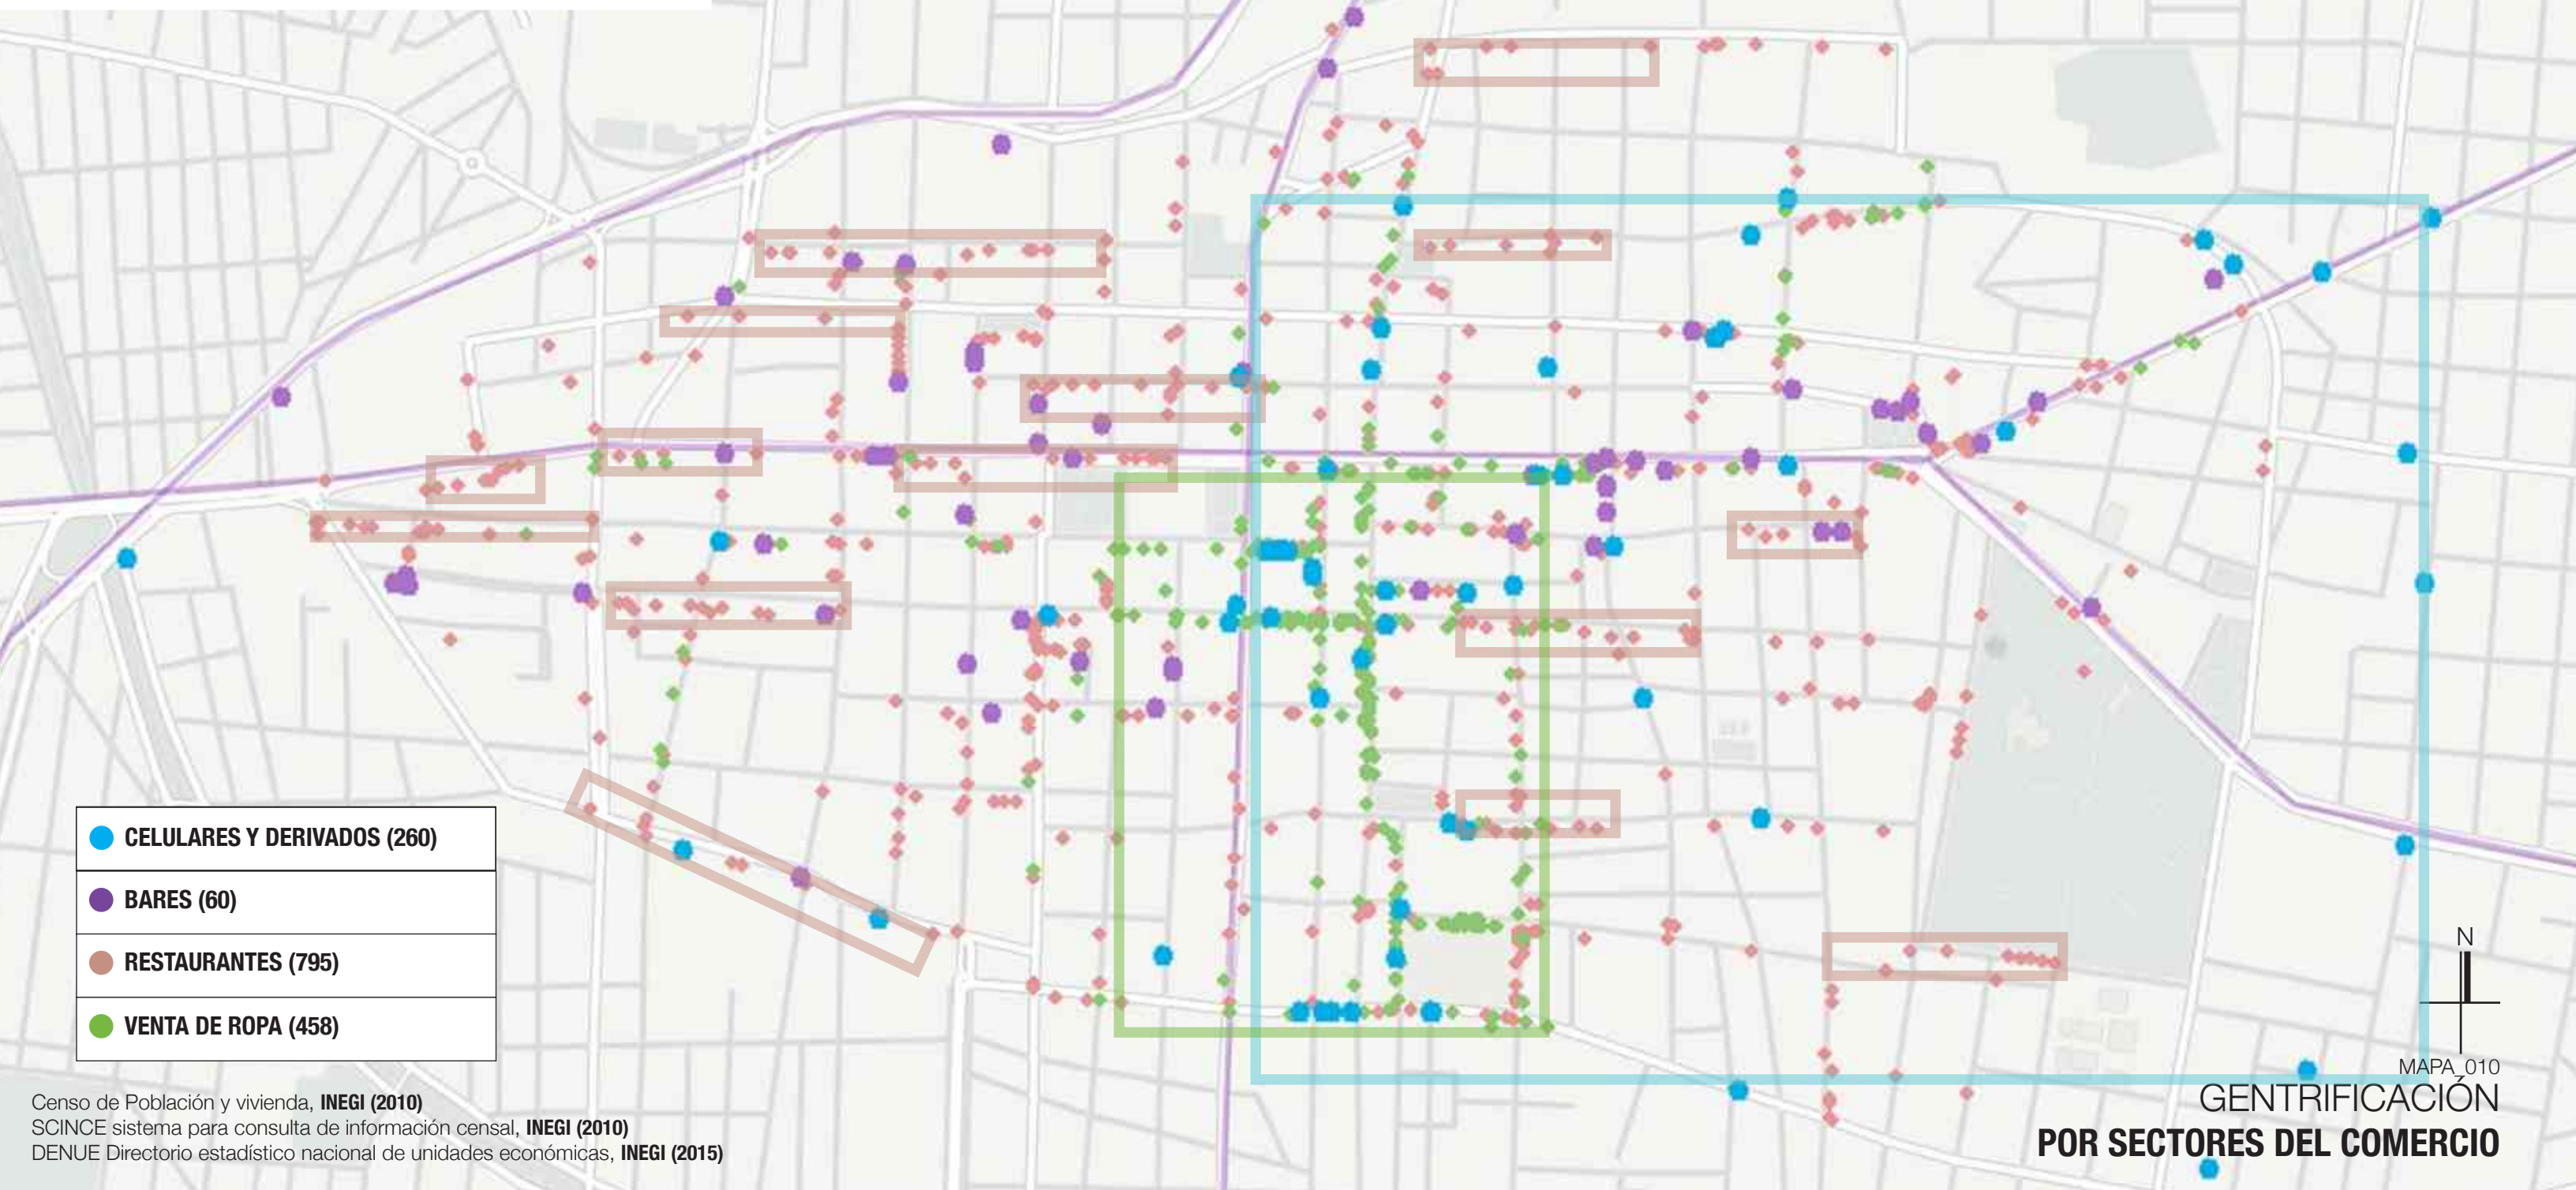 CELULARES Y DERIVADOS (260)
BARES (60)
RESTAURANTES (795)
VENTA DE ROPA (458)
Censo de Población y vivienda, INEGI (2010)
SCINCE sistema para consulta de información censal, INEGI (2010)
DENUE Directorio estadístico nacional de unidades económicas, INEGI (2015)
N
MAPA_010
GENTRIFICACIÓN
POR SECTORES DEL COMERCIO